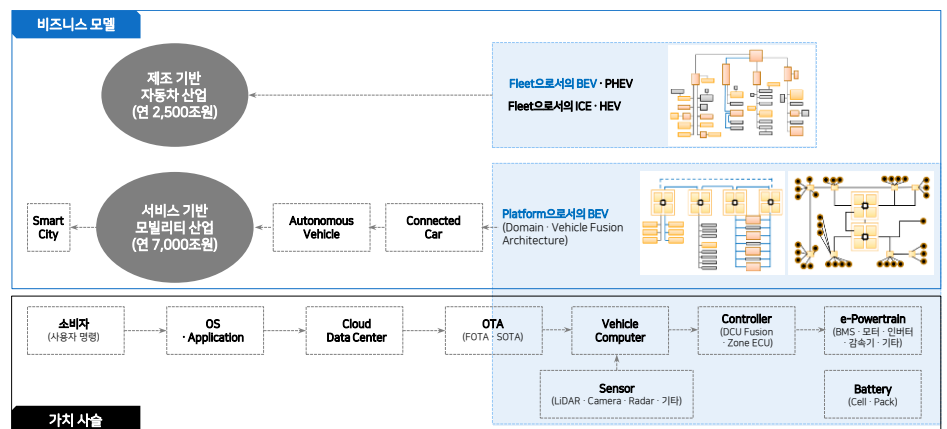 비즈니스 모델
제조 기반
자동차 산업
(연 2,500조원)
Fleet으로서의 BEV · PHEV
Fleet으로서의 ICE · HEV
Smart
City
서비스 기반
모빌리티 산업
(연 7,000조원)
Autonomous
Vehicle
Connected
Car
Platform으로서의 BEV
(Domain · Vehicle Fusion
Architecture)
소비자
(사용자 명령)
OS
· Application
Cloud
Data Center
OTA
(FOTA · SOTA)
Vehicle
Computer
Controller
(DCU Fusion
· Zone ECU)
e-Powertrain
(BMS · 모터 · 인버터
· 감속기 · 기타)
Sensor
(LiDAR · Camera · Radar · 기타)
Battery
(Cell · Pack)
가치 사슬